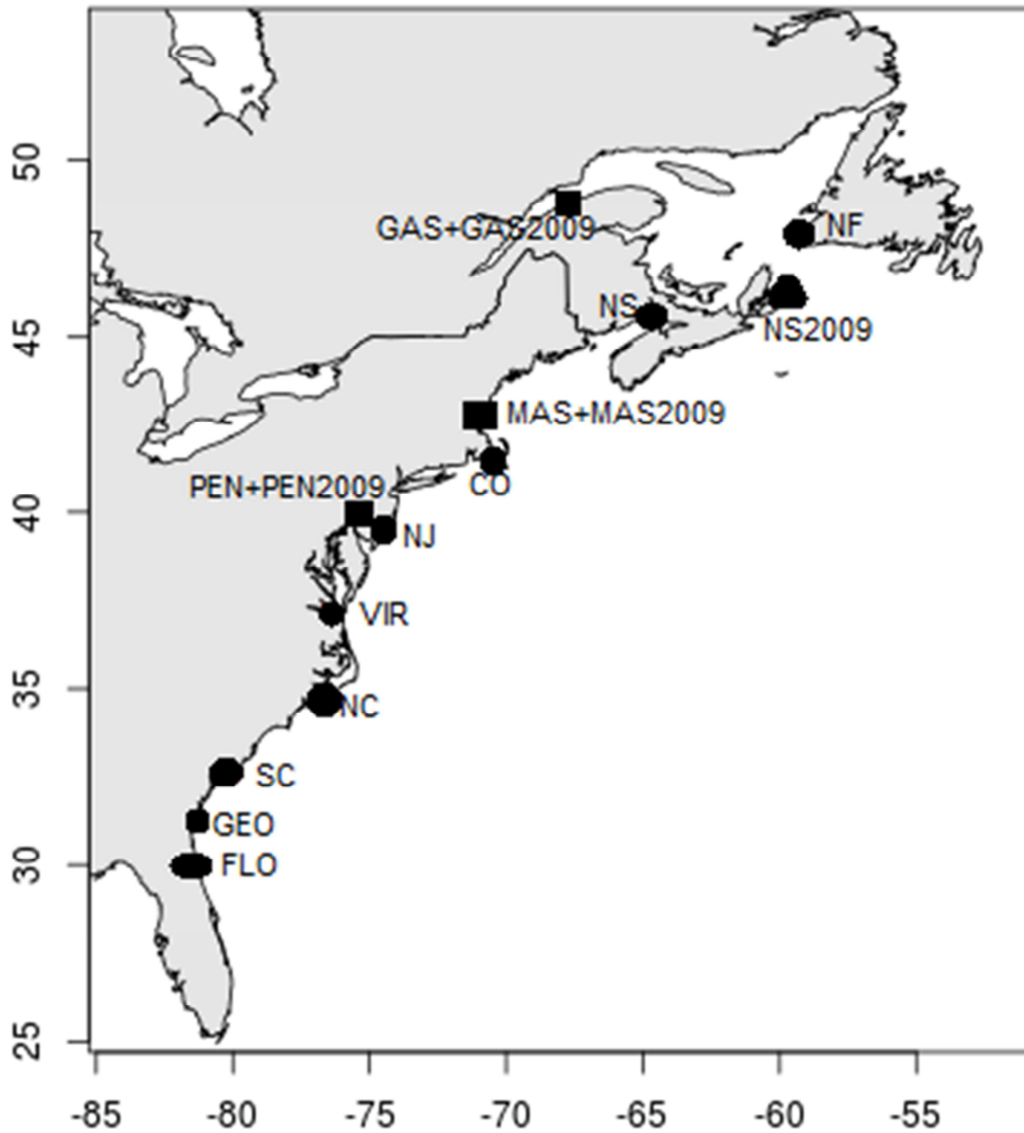 50
GAS+GAS2009
NF
NS
NS2009
45
MAS+MAS2009
CO
PEN+PEN2009
40
NJ
VIR
35
NC
SC
GEO
30
FLO
25
-85 -80 -75 -70 -65 -60 -55